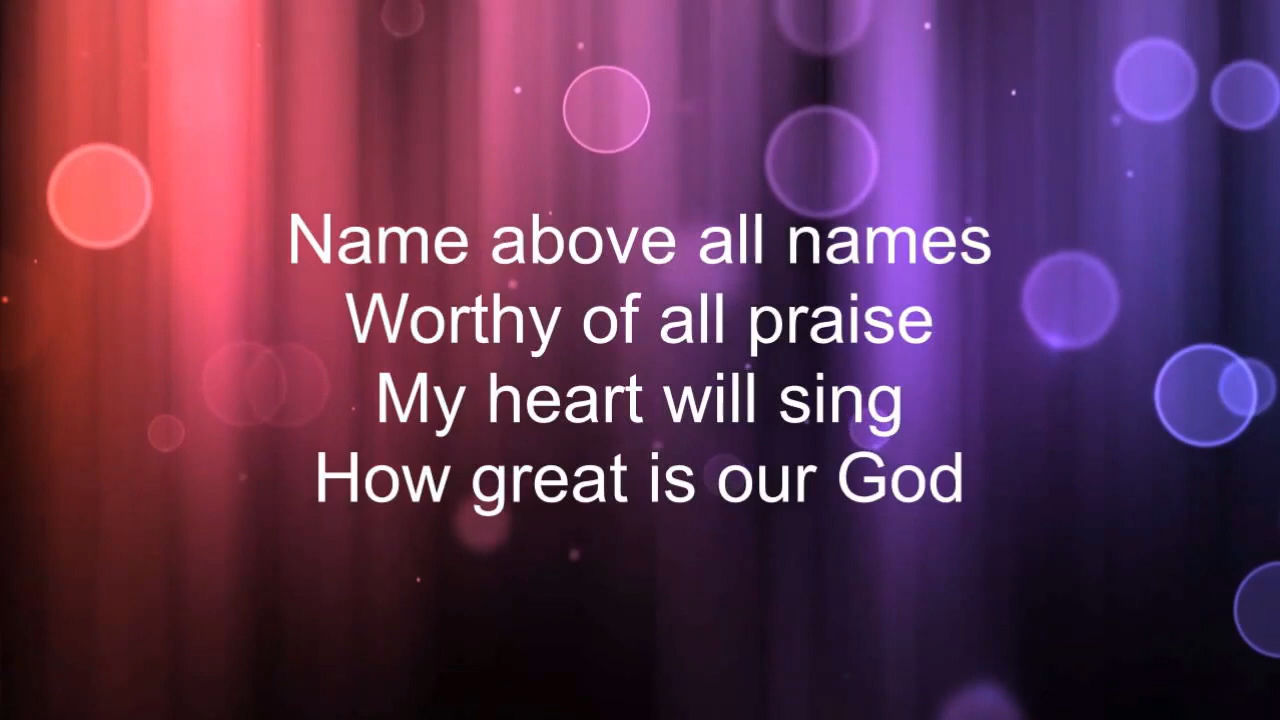 Name above all names
Worthy of all praise
My heart will sing
How great is our God